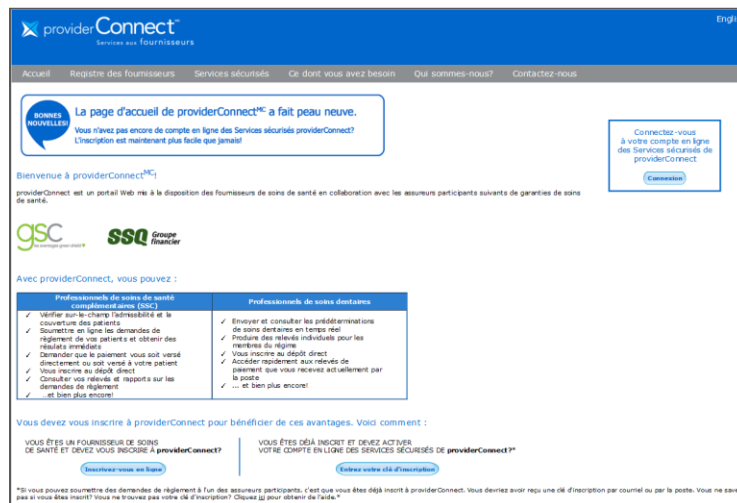 providerConnect™
Services aux fournisseurs
Engli
Accueil Registre des fournisseurs Services sécurisés Ce dont vous avez besoin Qui sommes-nous? Contactez-nous
BONNES
NOUVELLES!
La page d'accueil de providerConnectMC a fait peau neuve.
Vous n'avez pas encore de compte en ligne des Services sécurisés providerConnect?
L'inscription est maintenant plus facile que jamais!
Connectez-vous
à votre compte en ligne
des Services sécurisés de
providerConnect
Connexion
Bienvenue à providerConnectMC!
providerConnect est un portail Web mis à la disposition des fournisseurs de soins de santé en collaboration avec les assureurs participants suivants de garanties de soins
de santé.
gsc
SSQ Groupe
financier
Avec providerConnect, vous pouvez :
Professionnels de soins de santé
complémentaires (SSC)
✓ Vérifier sur-le-champ l'admissibilité et la
couverture des patients
✓ Soumettre en ligne les demandes de
règlement de vos patients et obtenir des
résultats immédiats
✓ Demander que le paiement vous soit versé
directement ou soit versé à votre patient
✓ Vous inscrire au dépôt direct
✓ Consulter vos relevés et rapports sur les
demandes de règlement
✓ ...et bien plus encore!
Professionnels de soins dentaires
✓ Envoyer et consulter les prédéterminations
de soins dentaires en temps réel
✓ Produire des relevés individuels pour les
membres du régime
✓ Vous inscrire au dépôt direct
✓ Accéder rapidement aux relevés de
paiement que vous recevez actuellement par
la poste
✓ ... et bien plus encore!
Vous devez vous inscrire à providerConnect pour bénéficier de ces avantages. Voici comment :
VOUS ÊTES UN FOURNISSEUR DE SOINS
DE SANTÉ ET DEVEZ VOUS INSCRIRE À providerConnect?
Inscrivez-vous en ligne
VOUS ÊTES DÉJÀ INSCRIT ET DEVEZ ACTIVER
VOTRE COMPTE EN LIGNE DES SERVICES SÉCURISÉS DE providerConnect?*
Entrez votre clé d'inscription
*Si vous pouvez soumettre des demandes de règlement à l'un des assureurs participants, c'est que vous êtes déjà inscrit à providerConnect. Vous devriez avoir reçu une clé d'inscription par courriel ou par la poste. Vous ne save
pas si vous êtes inscrit? Vous ne trouvez pas votre clé d'inscription? Cliquez ici pour obtenir de l'aide.*